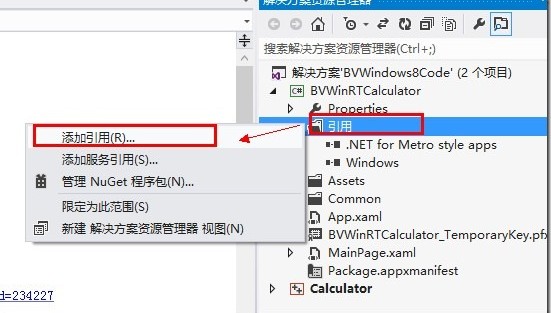 解决方案资源管理器
搜索解决方案资源管理器(Ctrl+;)
解决方案'BVWindows8Code' (2 个项目)
BVWinRTCalculator
Properties
引用
.NET for Metro style apps
Windows
Assets
Common
App.xaml
BVWinRTCalculator_TemporaryKey.pfx
MainPage.xaml
Package.appxmanifest
Calculator
添加引用(R)...
添加服务引用(S)...
管理 NuGet 程序包(N)...
限定为此范围(S)
新建 解决方案资源管理器 视图(N)
d=234227